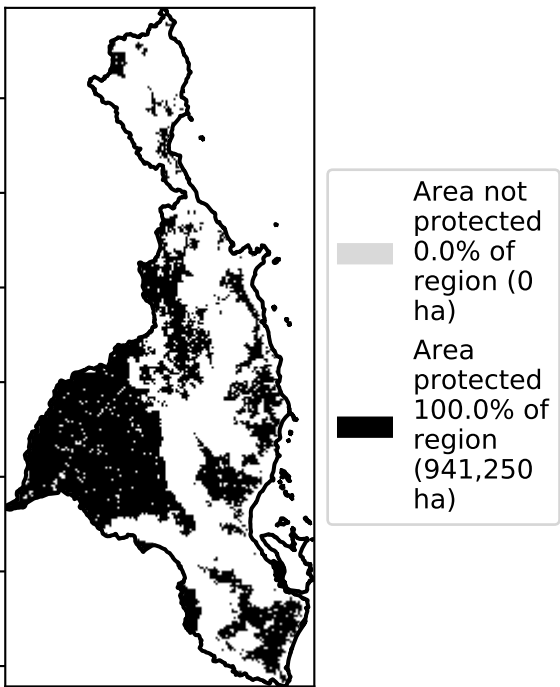 Area not
protected
0.0% of
region (0
ha)
Area
protected
100.0% of
region
(941,250
ha)